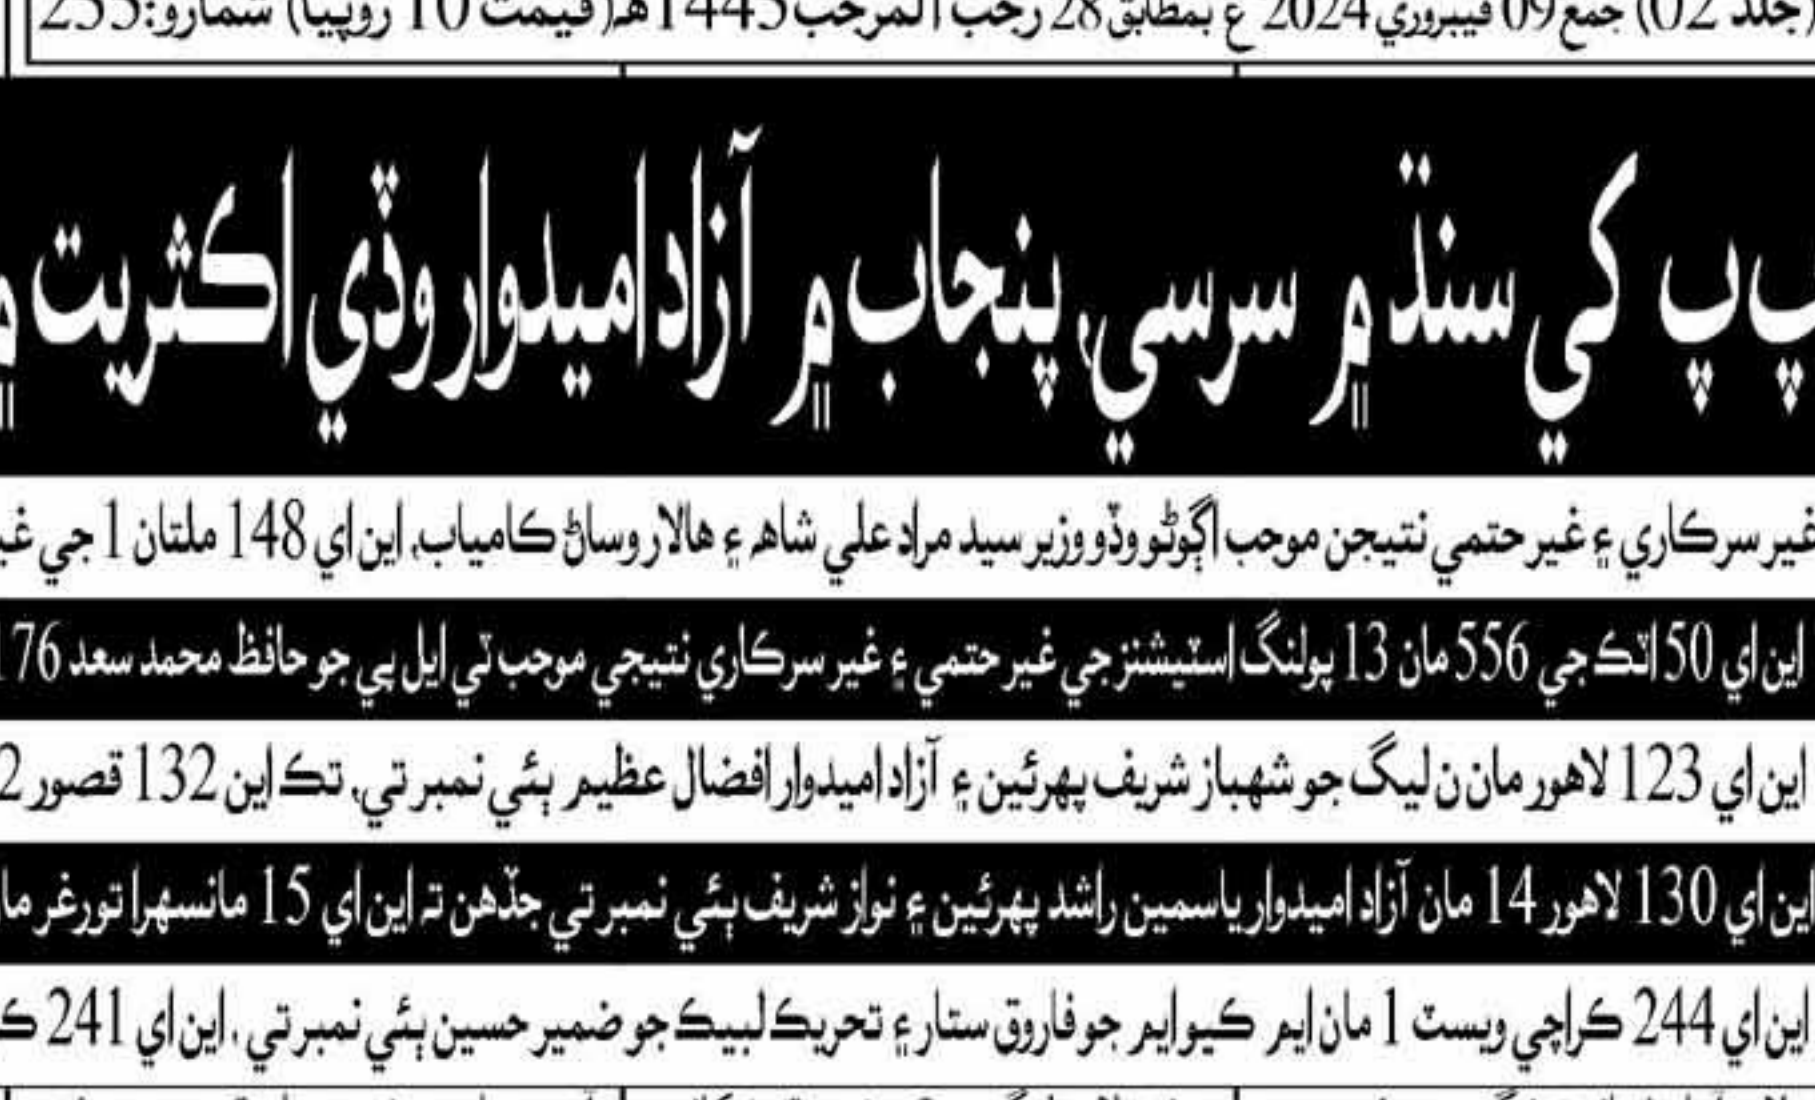 (جلد 02) جمع 09 فيبروري 2024 ع بمطابق 28 رجب المرجب 1445ھ (قيمت 10 روپيا) شمارو: 255
پ پ کي سنڌ ۾ سرسي، پنجاب ۾ آزاد اميدوار وڏي اڪثريت ۾
غير سرڪاري ۽ غير حتمي نتيجن موجب اڳوڻو وڏو وزير سيد مراد علي شاهه ۽ هالار وساڻ ڪامياب، اين اي 148 ملتان 1 جي
اين اي 50 اٽڪ جي 556 مان 13 پولنگ اسٽيشنز جي غير حتمي ۽ غير سرڪاري نتيجي موجب ٽي ايل پي جو حافظ محمد سعد
اين اي 123 لاهور مان ن ليگ جو شهباز شريف پهرئين ۽ آزاد اميدوار افضال عظيم ٻئي نمبر تي، تڪ اين 132 قصور
اين اي 130 لاهور 14 مان آزاد اميدوار ياسمين راشد پهرئين ۽ نواز شريف ٻئي نمبر تي جڏهن ته اين اي 15 مانسهرا تورغر
اين اي 244 ڪراچي ويسٽ 1 مان ايم ڪيو ايم جو فاروق ستار ۽ تحريڪ لبيڪ جو ضمير حسين ٻئي نمبر تي، اين اي 241